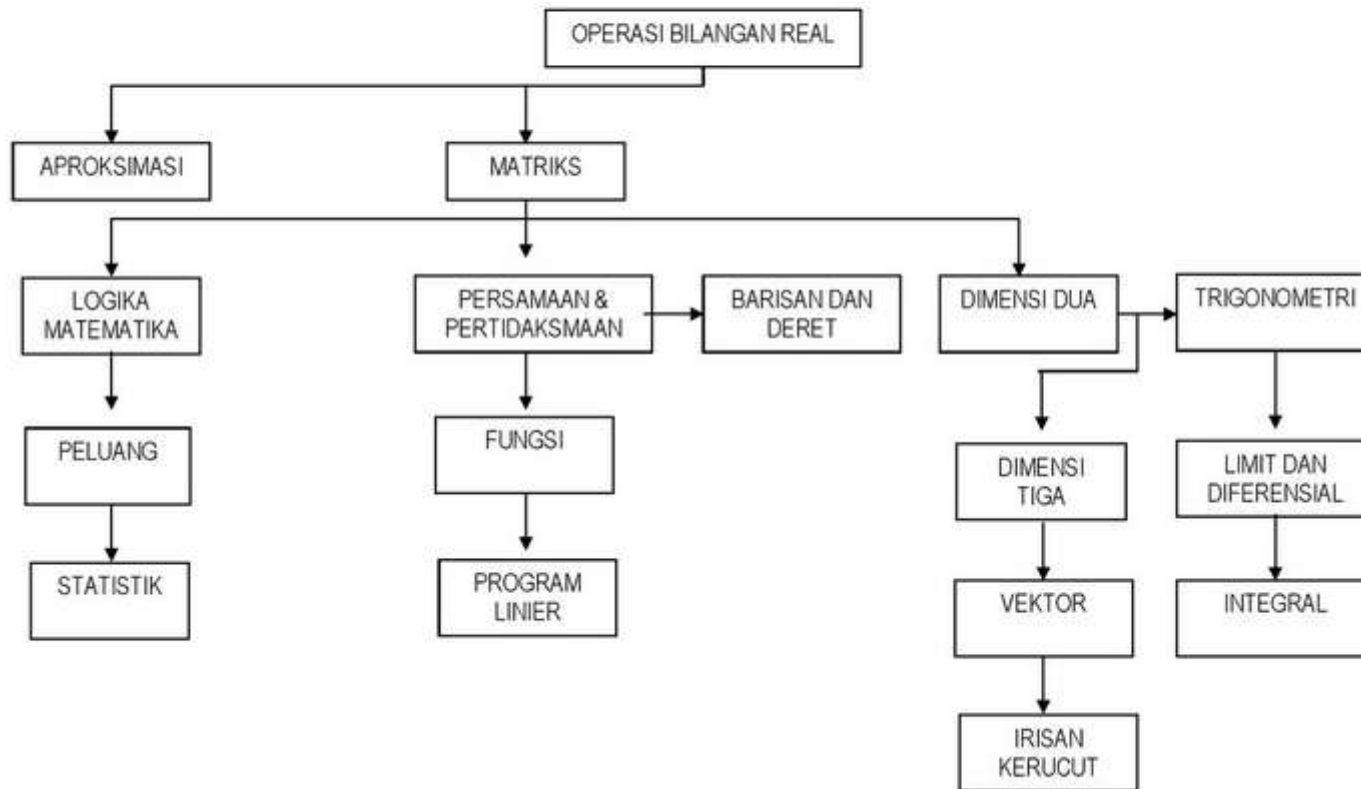 OPERASI BILANGAN REAL
APROKSIMASI
MATRIKS
LOGIKA
MATEMATIKA
PERSAMAAN &
PERTIDAKSMAAN
BARISAN DAN
DERET
DIMENSI DUA
TRIGONOMETRI
PELUANG
FUNGSI
DIMENSI
TIGA
LIMIT DAN
DIFERENSIAL
STATISTIK
PROGRAM
LINIER
VEKTOR
INTEGRAL
IRISAN
KERUCUT